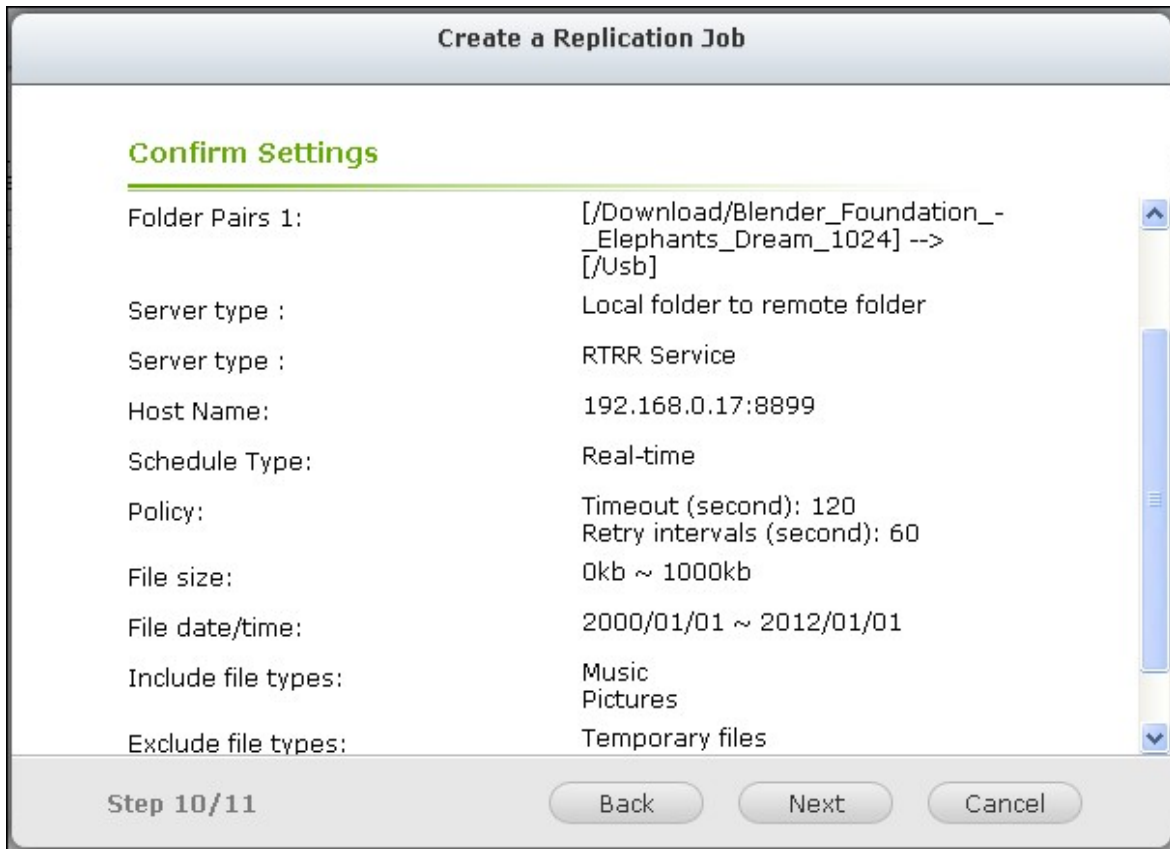 Create a Replication Job
Confirm Settings
Folder Pairs 1: [/Download/Blender_Foundation_-
_Elephants_Dream_1024] -->
[/Usb]
Server type : Local folder to remote folder
Server type : RTRR Service
Host Name: 192.168.0.17:8899
Schedule Type: Real-time
Policy: Timeout (second): 120
Retry intervals (second): 60
File size: 0kb ~ 1000kb
File date/time: 2000/01/01 ~ 2012/01/01
Include file types: Music
Pictures
Exclude file types: Temporary files
Step 10/11 Back Next Cancel